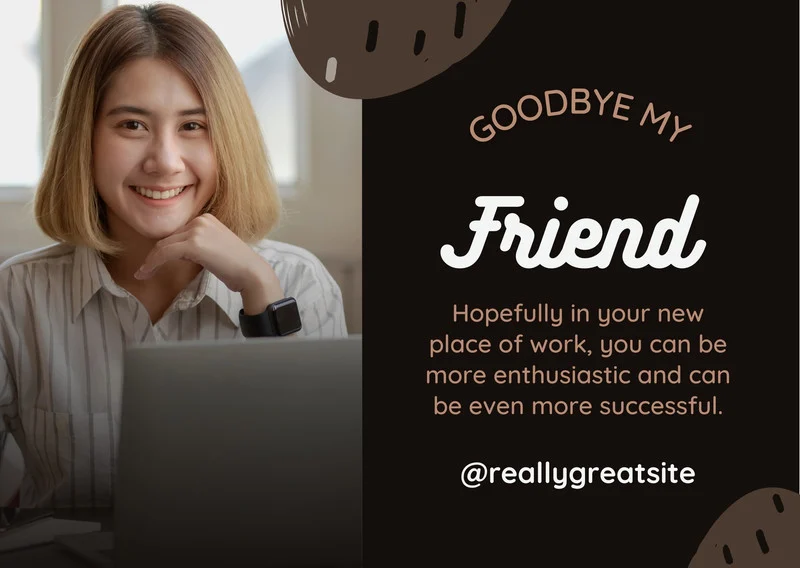 GOODBYE MY
Friend
Hopefully in your new
place of work, you can be
more enthusiastic and can
be even more successful.
@reallygreatsite